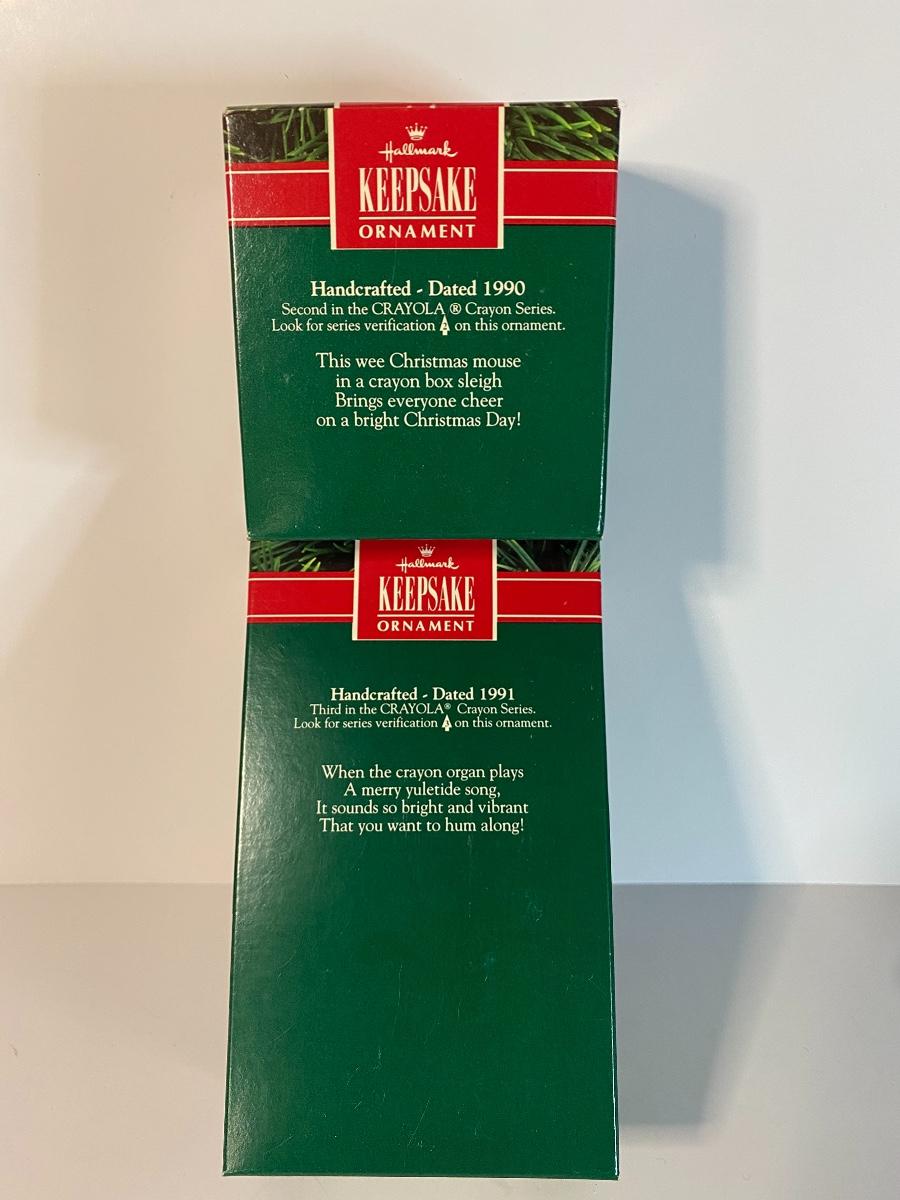 Hallmark
KEEPSAKE
ORNAMENT
Handcrafted - Dated 1990
Second in the CRAYOLA ® Crayon Series.
Look for series verification 2 on this ornament.
This wee Christmas mouse
in a crayon box sleigh
Brings everyone cheer
on a bright Christmas Day!
Hallmark
KEEPSAKE
ORNAMENT
Handcrafted - Dated 1991
Third in the CRAYOLA® Crayon Series.
Look for series verification on this ornament.
When the crayon organ plays
A merry yuletide song,
It sounds so bright and vibrant
That you want to hum along!